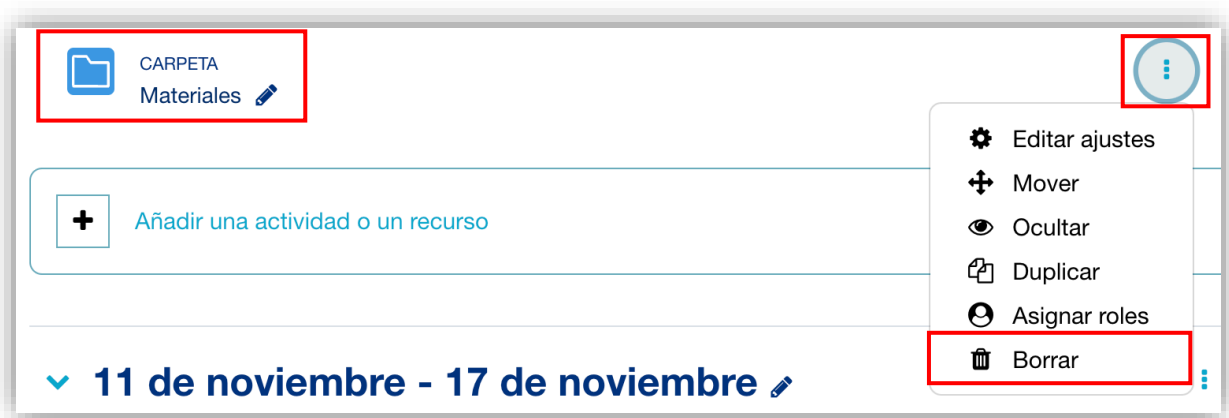 CARPETA
Materiales
Editar ajustes
Mover
Añadir una actividad o un recurso
Ocultar
Duplicar
Asignar roles
Borrar
11 de noviembre - 17 de noviembre